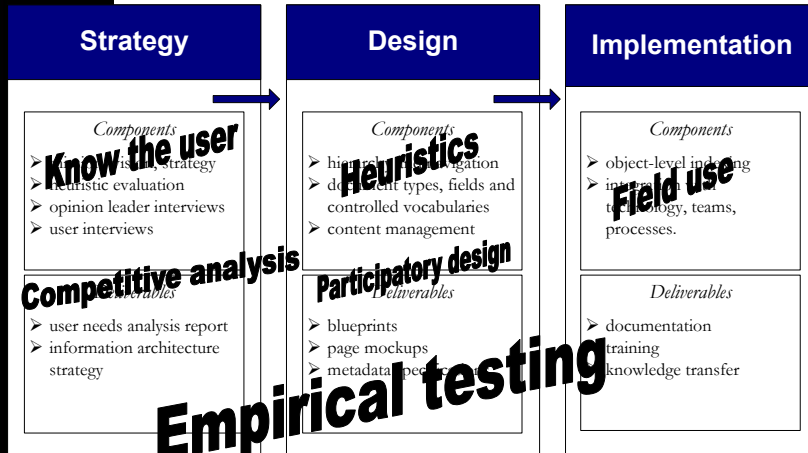 Strategy
Components
strategy
heuristic evaluation
opinion leader interviews
user interviews
Deliverables
user needs analysis report
information architecture
strategy
Design
Components
hierarchy navigation
document types, fields and
controlled vocabularies
content management
Deliverables
blueprints
page mockups
metadata
Implementation
Components
object-level indexing
technology, teams,
processes.
Deliverables
documentation
training
knowledge transfer
Know the user
Heuristics
Field use
Competitive analysis
Participatory design
Empirical testing